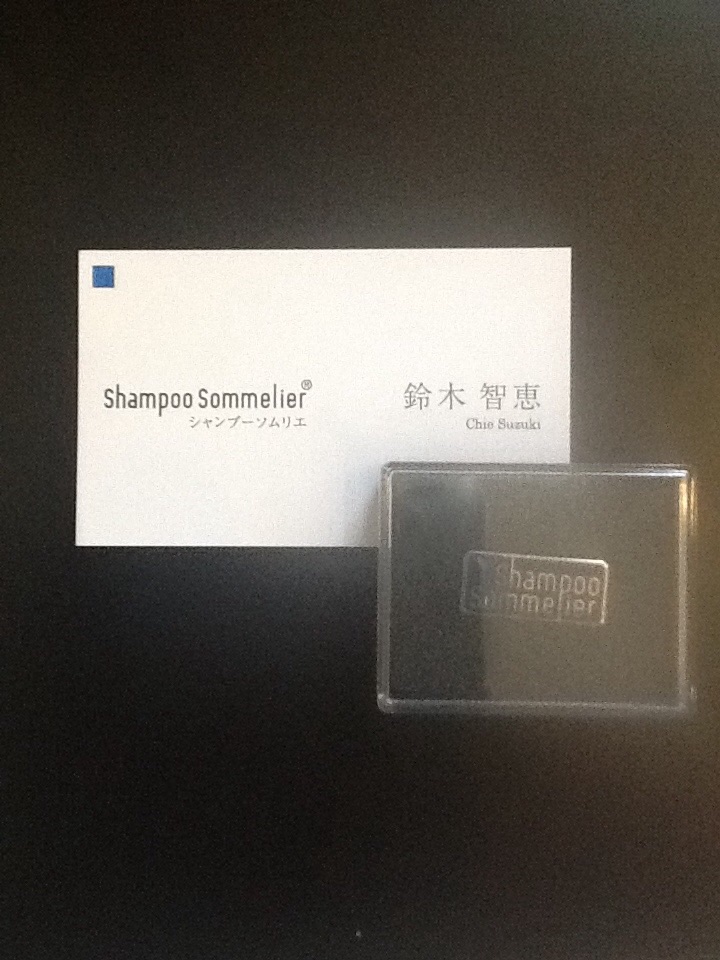 Shampoo Sommelier®
シャンプーソムリエ
鈴木 智恵
Chie Suzuki
Shampoo
Sommelier